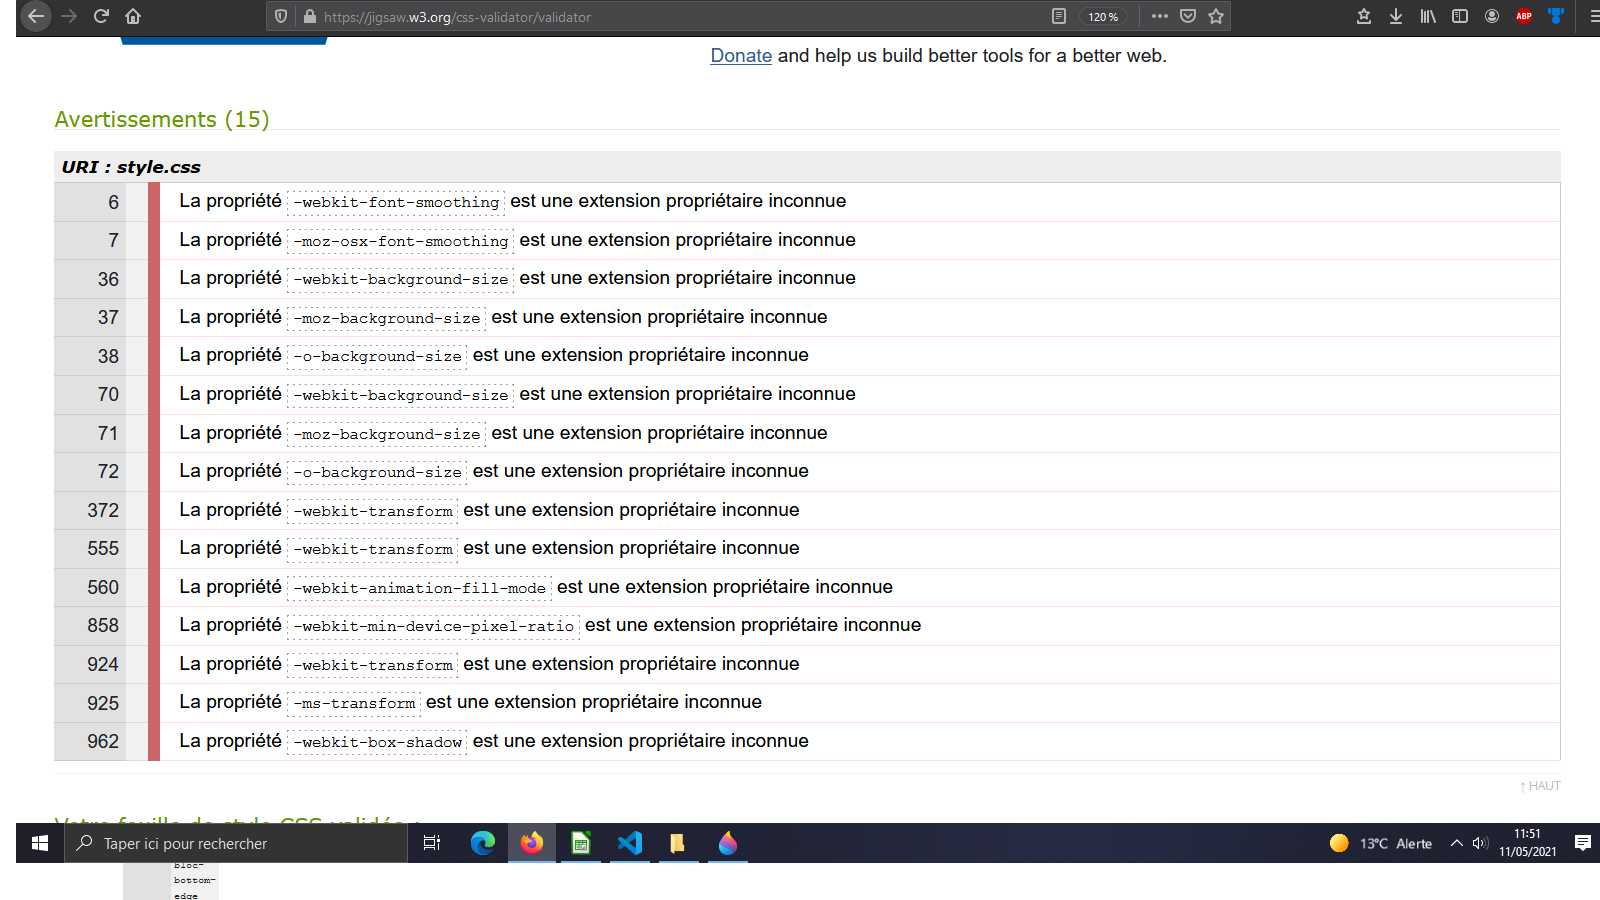 https://jigsaw.w3.org/css-validator/validator
120 %
ABP
Donate and help us build better tools for a better web.
Avertissements (15)
URI : style.css
6 La propriété -webkit-font-smoothing est une extension propriétaire inconnue
7 La propriété -moz-osx-font-smoothing est une extension propriétaire inconnue
36 La propriété -webkit-background-size est une extension propriétaire inconnue
37 La propriété -moz-background-size est une extension propriétaire inconnue
38 La propriété -o-background-size est une extension propriétaire inconnue
70 La propriété -webkit-background-size est une extension propriétaire inconnue
71 La propriété -moz-background-size est une extension propriétaire inconnue
72 La propriété -o-background-size est une extension propriétaire inconnue
372 La propriété -webkit-transform est une extension propriétaire inconnue
555 La propriété -webkit-transform est une extension propriétaire inconnue
560 La propriété -webkit-animation-fill-mode est une extension propriétaire inconnue
858 La propriété -webkit-min-device-pixel-ratio est une extension propriétaire inconnue
924 La propriété -webkit-transform est une extension propriétaire inconnue
925 La propriété -ms-transform est une extension propriétaire inconnue
962 La propriété -webkit-box-shadow est une extension propriétaire inconnue
↑ HAUT
Votre feuille de style CSS validée :
Taper ici pour rechercher
13°C Alerte
11:51
11/05/2021
bloc-
bottom-
edge